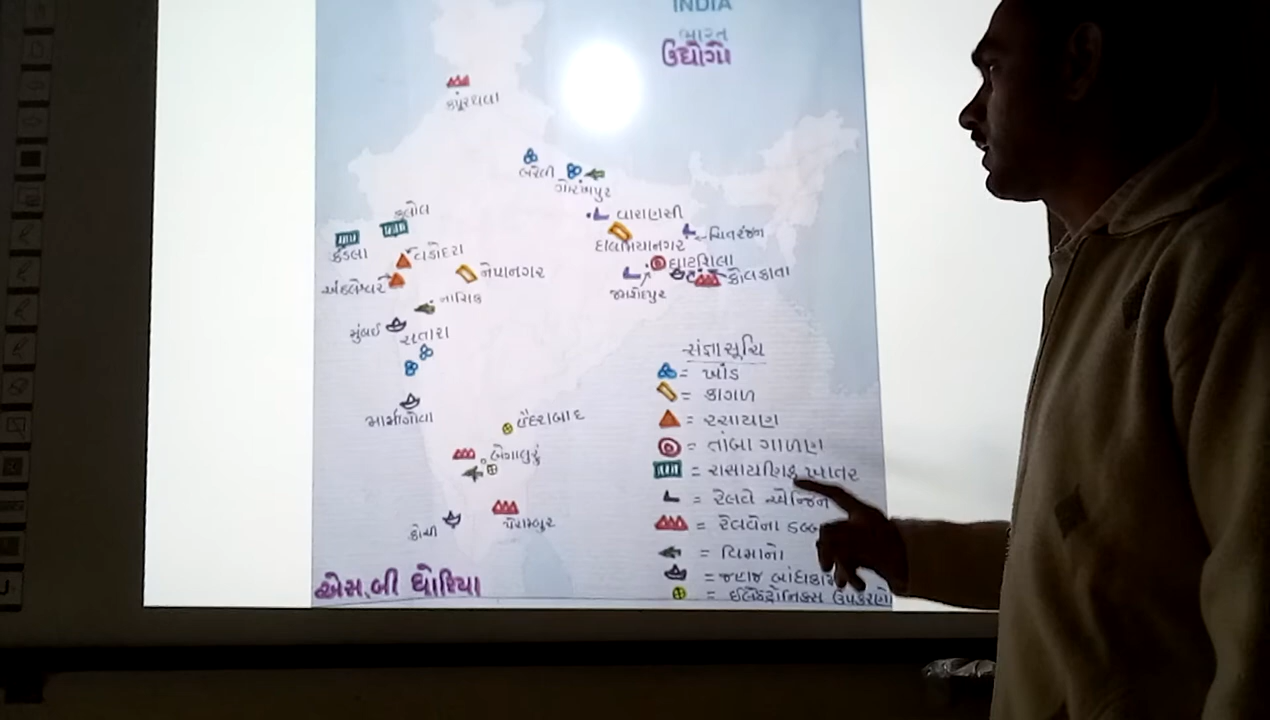 INDIA
ભારત
ઉદ્યોગો
કપૂરથલા
બરેલી
ગોરખપુર
વારાણસી
કલોલ
ચિત્તરંજન
દાલમિયાનગર
કંડલા
વડોદરા
ઘાટશિલા
નેપાનગર
કોલકાતા
અંકલેશ્વર
જમશેદપુર
નાસિક
મુંબઈ
સતારા
સંજ્ઞાસૂચિ
= ખાંડ
= કાગળ
માર્માગોવા
હૈદરાબાદ
= રસાયણ
= તાંબા ગાળણ
બેંગાલુરું
= રાસાયણિક ખાતર
= રેલવે એન્જિન
પેરામ્બુર
= રેલવેના ડબ્બ
કોચી
= વિમાનો
= જહાજ બાંધકામ
એસ.બી ઘોરિયા
= ઈલેક્ટ્રોનિક્સ ઉપકરણો